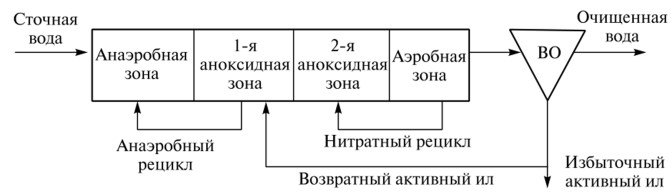 Сточная
вода
Анаэробная
зона
1-я
аноксидная
зона
2-я
аноксидная
зона
Аэробная
зона
ВО
Очищенная
вода
Анаэробный
рецикл
Нитратный рецикл
Возвратный активный ил
Избыточный
активный ил